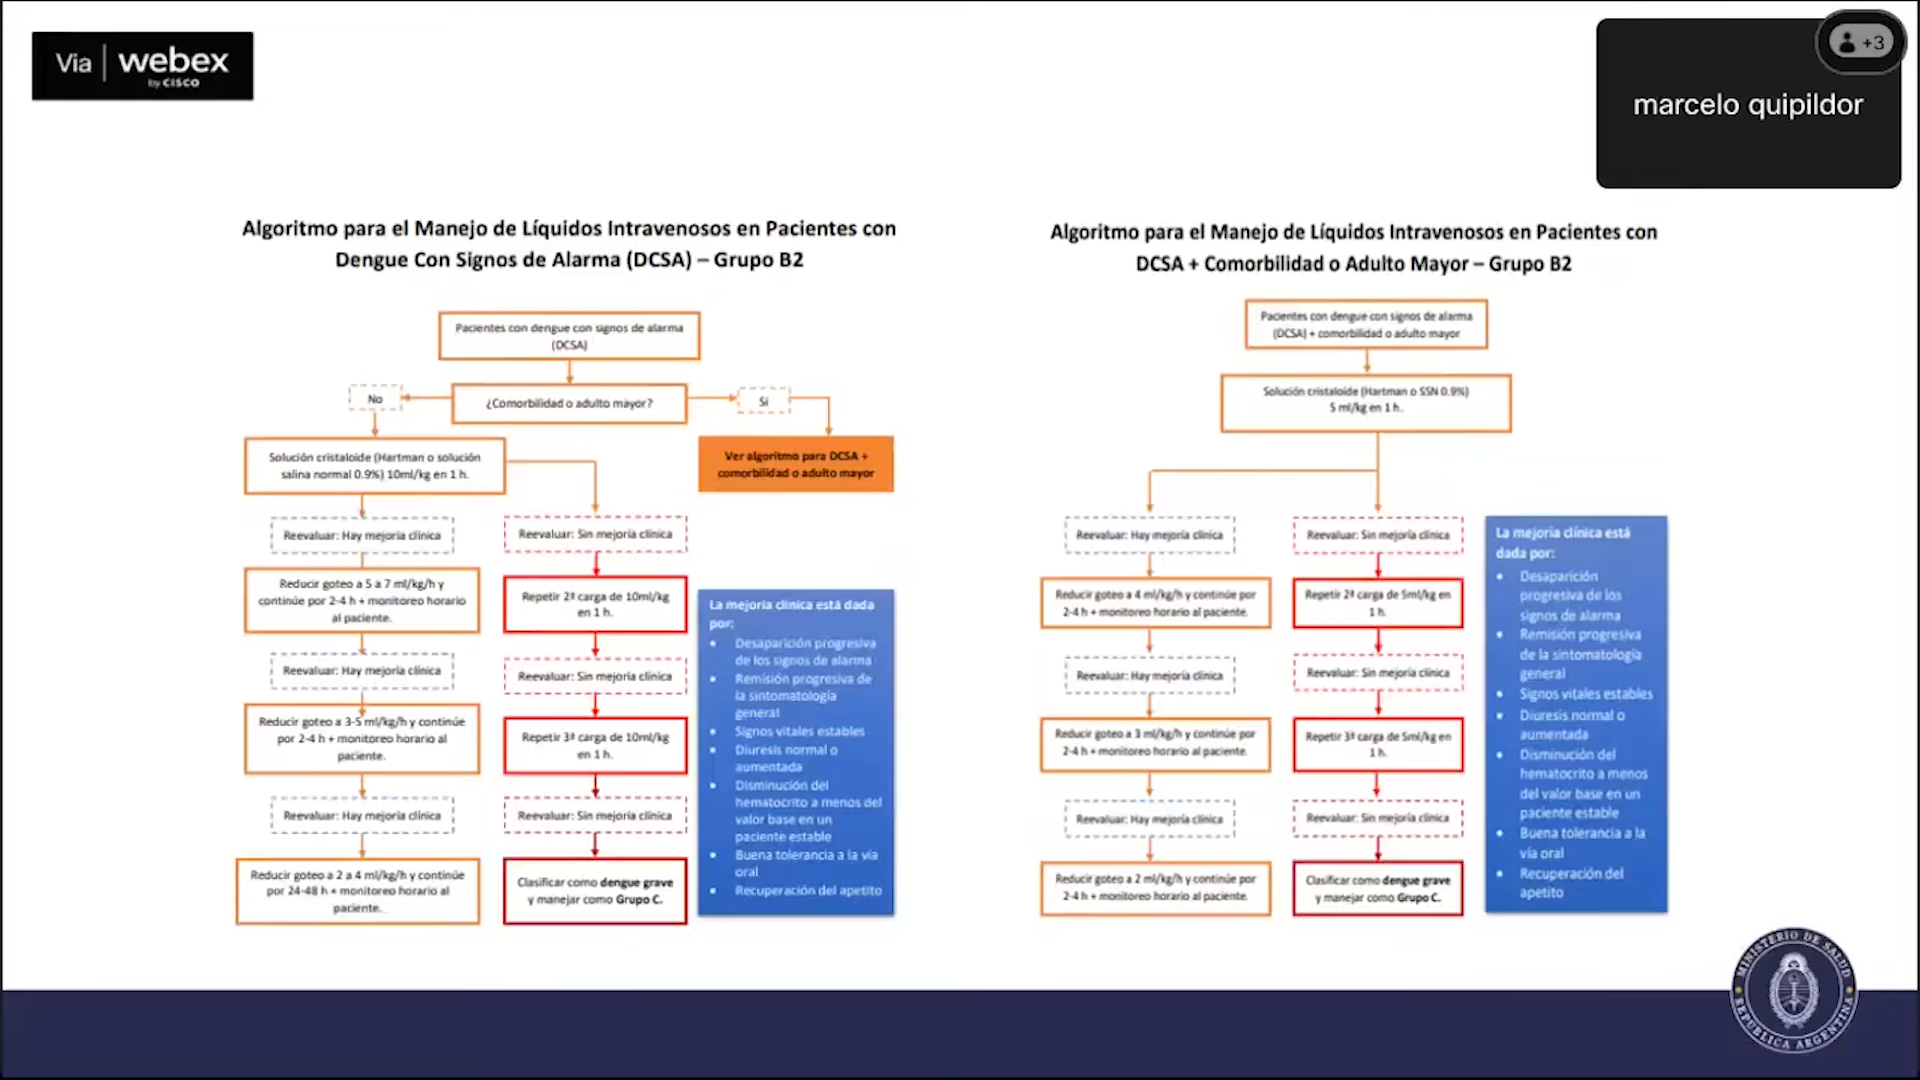 Via | webex
by CISCO
+3
marcelo quipildor
Algoritmo para el Manejo de Líquidos Intravenosos en Pacientes con
Dengue Con Signos de Alarma (DCSA) – Grupo B2
Pacientes con dengue con signos de alarma
(DCSA)
No
¿Comorbilidad o adulto mayor?
Sí
Solución cristaloide (Hartman o solución
salina normal 0.9%) 10ml/kg en 1 h.
Ver algoritmo para DCSA +
comorbilidad o adulto mayor
Reevaluar: Hay mejoría clínica
Reevaluar: Sin mejoría clínica
Reducir goteo a 5 a 7 ml/kg/h y
continúe por 2-4 h + monitoreo horario
al paciente.
Repetir 2ª carga de 10ml/kg
en 1 h.
Reevaluar: Hay mejoría clínica
Reevaluar: Sin mejoría clínica
Reducir goteo a 3-5 ml/kg/h y continúe
por 2-4 h + monitoreo horario al
paciente.
Repetir 3ª carga de 10ml/kg
en 1 h.
Reevaluar: Hay mejoría clínica
Reevaluar: Sin mejoría clínica
Reducir goteo a 2 a 4 ml/kg/h y continúe
por 24-48 h + monitoreo horario al
paciente.
Clasificar como dengue grave
y manejar como Grupo C.
La mejoría clínica está dada
por:
• Desaparición progresiva
de los signos de alarma
• Remisión progresiva de
la sintomatología
general
• Signos vitales estables
• Diuresis normal o
aumentada
• Disminución del
hematocrito a menos del
valor base en un
paciente estable
• Buena tolerancia a la vía
oral
• Recuperación del apetito
Algoritmo para el Manejo de Líquidos Intravenosos en Pacientes con
DCSA + Comorbilidad o Adulto Mayor – Grupo B2
Pacientes con dengue con signos de alarma
(DCSA) + comorbilidad o adulto mayor
Solución cristaloide (Hartman o SSN 0.9%)
5 ml/kg en 1 h.
Reevaluar: Hay mejoría clínica
Reevaluar: Sin mejoría clínica
Reducir goteo a 4 ml/kg/h y continúe por
2-4 h + monitoreo horario al paciente.
Repetir 2ª carga de 5ml/kg en
1 h.
Reevaluar: Hay mejoría clínica
Reevaluar: Sin mejoría clínica
Reducir goteo a 3 ml/kg/h y continúe por
2-4 h + monitoreo horario al paciente.
Repetir 3ª carga de 5ml/kg en
1 h.
Reevaluar: Hay mejoría clínica
Reevaluar: Sin mejoría clínica
Reducir goteo a 2 ml/kg/h y continúe por
2-4 h + monitoreo horario al paciente.
Clasificar como dengue grave
y manejar como Grupo C.
La mejoría clínica está
dada por:
• Desaparición
progresiva de los
signos de alarma
• Remisión progresiva
de la sintomatología
general
• Signos vitales estables
• Diuresis normal o
aumentada
• Disminución del
hematocrito a menos
del valor base en un
paciente estable
• Buena tolerancia a la
vía oral
• Recuperación del
apetito
MINISTERIO DE SALUD
REPÚBLICA ARGENTINA